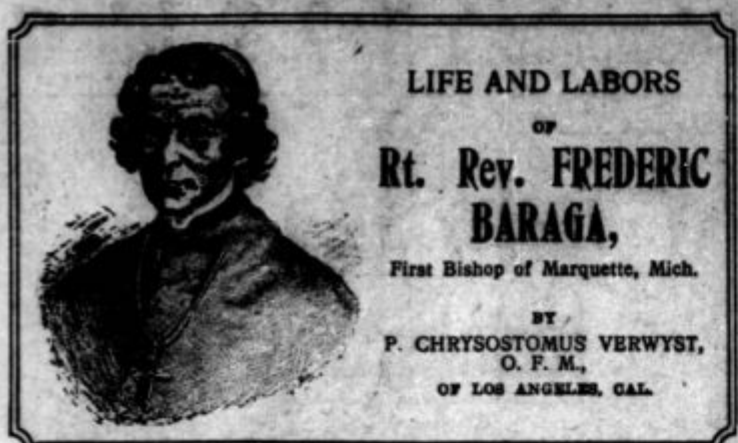 LIFE AND LABORS
OF
Rt. Rev. FREDERIC
BARAGA,
First Bishop of Marquette, Mich.
BY
P. CHRYSOSTOMUS VERWYST,
O. F. M.,
OF LOS ANGELES, CAL.